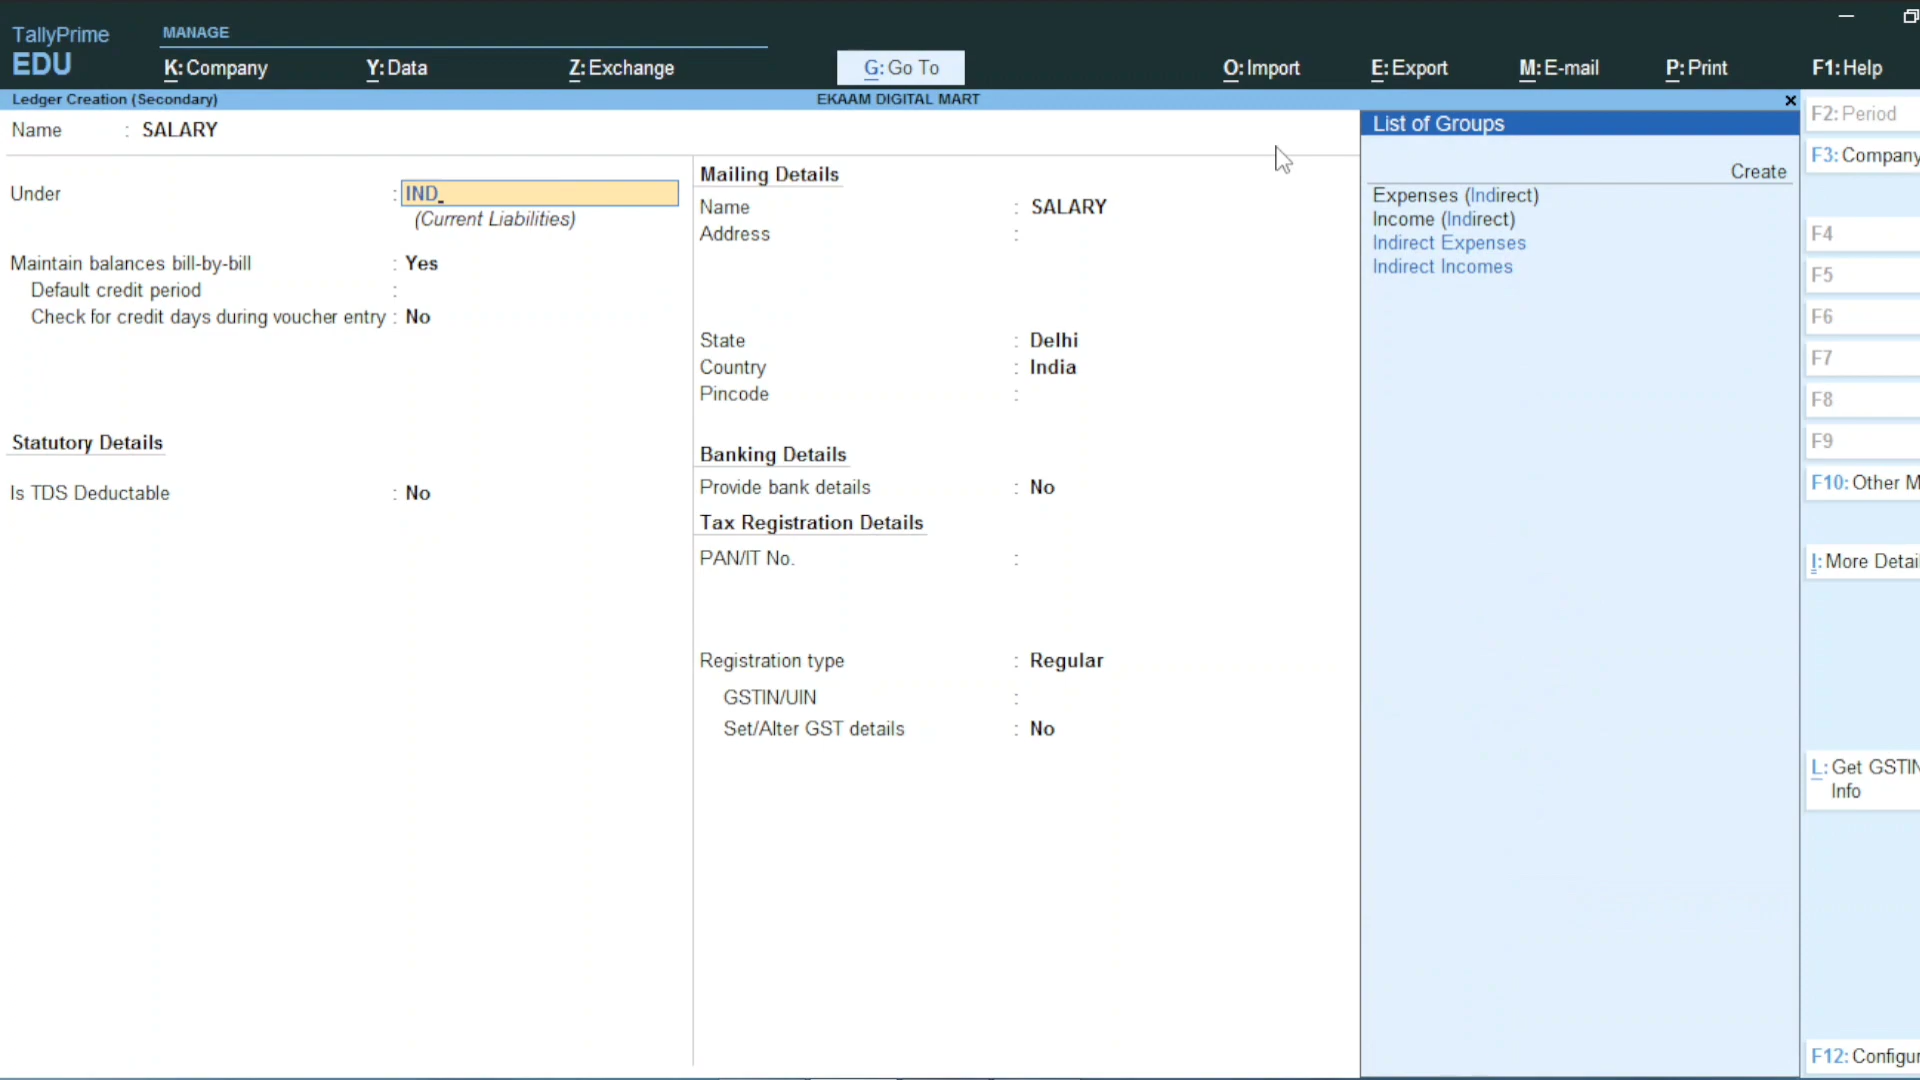 TallyPrime
EDU
MANAGE
K: Company
Y: Data
Z: Exchange
G: Go To
O: Import
E: Export
M: E-mail
P: Print
F1: Help
Ledger Creation (Secondary)
EKAAM DIGITAL MART
Name : SALARY
Under : IND_
(Current Liabilities)
Maintain balances bill-by-bill : Yes
Default credit period :
Check for credit days during voucher entry : No
Statutory Details
Is TDS Deductable : No
Mailing Details
Name : SALARY
Address :
State : Delhi
Country : India
Pincode :
Banking Details
Provide bank details : No
Tax Registration Details
PAN/IT No. :
Registration type : Regular
GSTIN/UIN :
Set/Alter GST details : No
List of Groups
Create
Expenses (Indirect)
Income (Indirect)
Indirect Expenses
Indirect Incomes
F2: Period
F3: Company
F4
F5
F6
F7
F8
F9
F10: Other M
I: More Detai
L: Get GSTIN
Info
F12: Configur